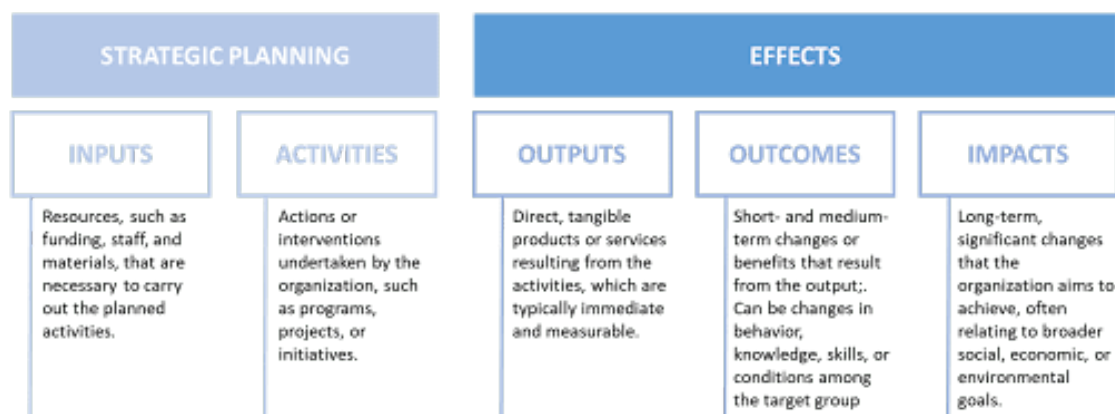 STRATEGIC PLANNING
EFFECTS
INPUTS
ACTIVITIES
OUTPUTS
OUTCOMES
IMPACTS
Resources, such as
funding, staff, and
materials, that are
necessary to carry
out the planned
activities.
Actions or
interventions
undertaken by the
organization, such
as programs,
projects, or
initiatives.
Direct, tangible
products or services
resulting from the
activities, which are
typically immediate
and measurable.
Short- and medium-
term changes or
benefits that result
from the output;.
Can be changes in
behavior,
knowledge, skills, or
conditions among
the target group
Long-term,
significant changes
that the
organization aims to
achieve, often
relating to broader
social, economic, or
environmental
goals.